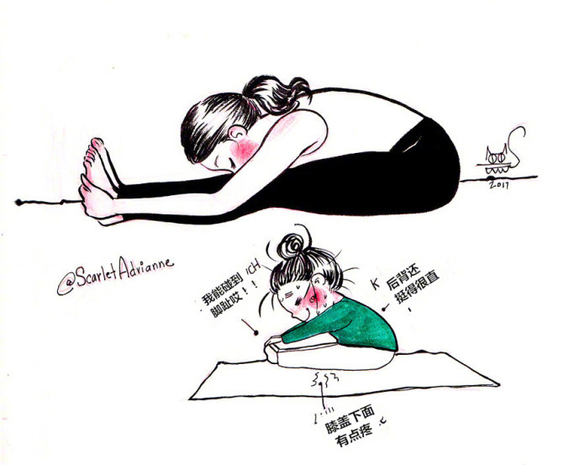 2017
@ScarletAdrianne
我能碰到
脚趾哎！！
ICH
后背还
挺得很直
膝盖下面
有点疼